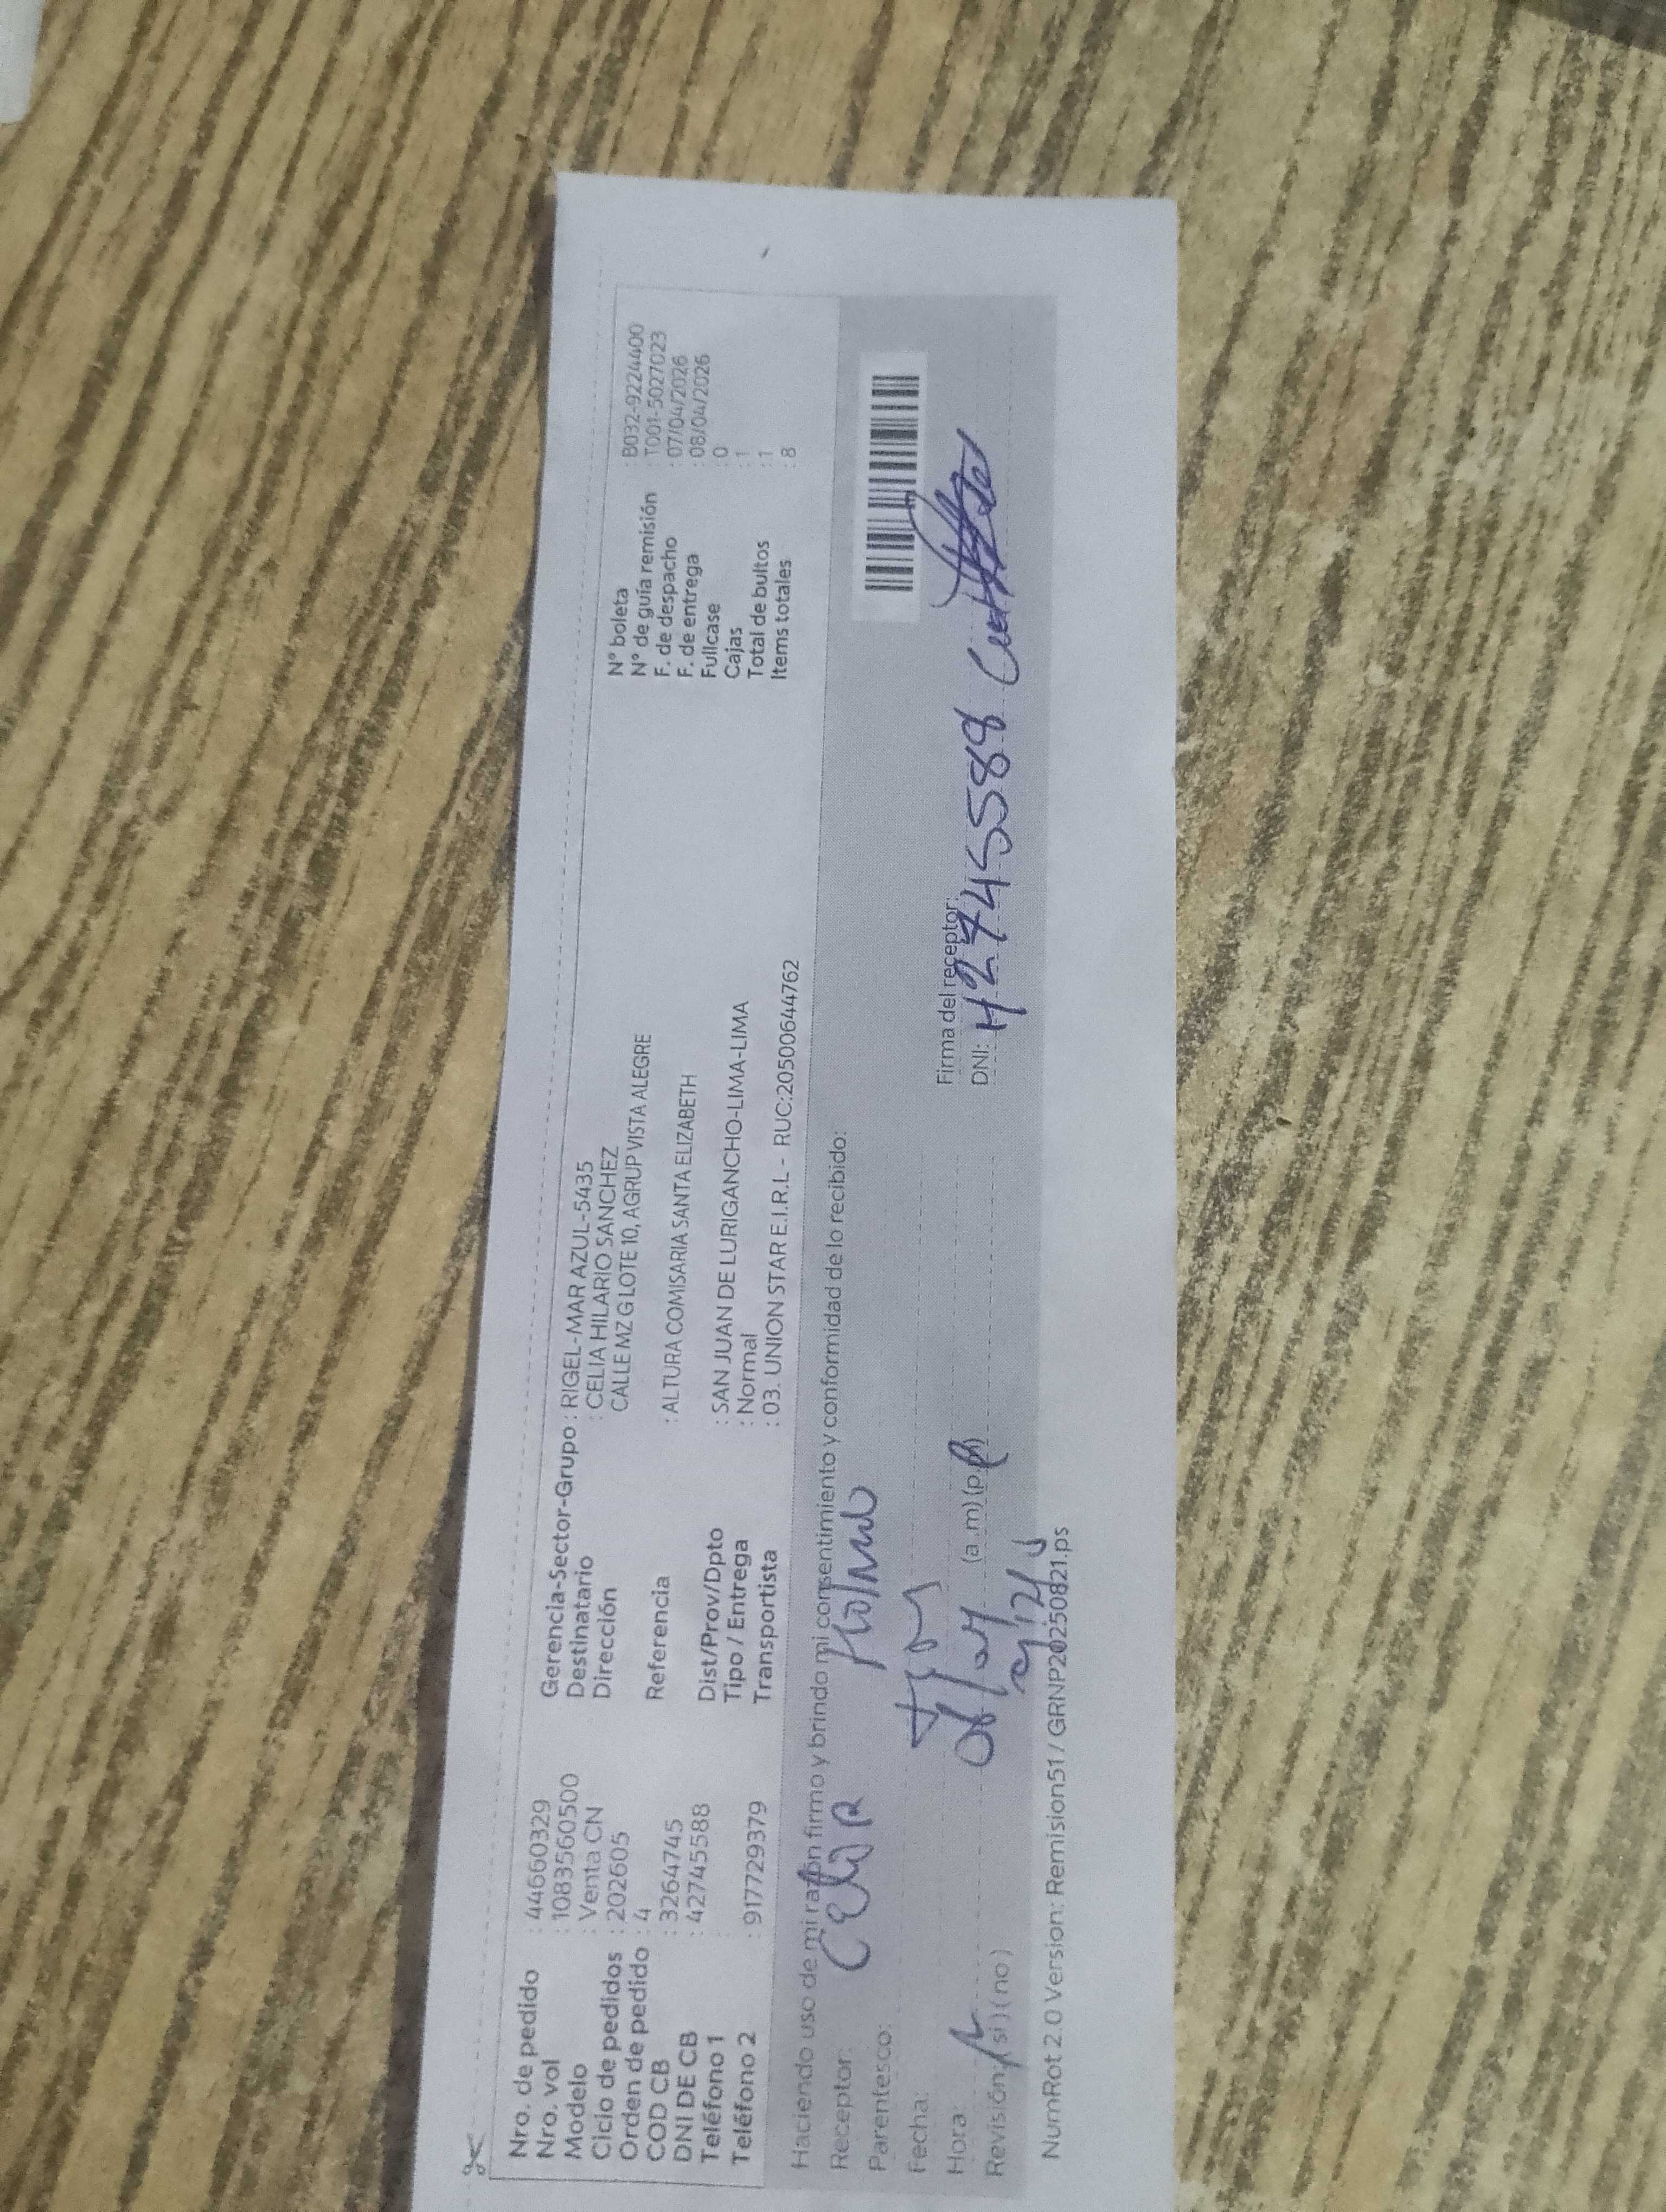 Nro. de pedido : 44660329
Nro. vol : 10835605​00
Modelo : Venta CN
Ciclo de pedidos : 202605
Orden de pedido : 4
COD CB : 3264745
DNI DE CB : 42745588
Teléfono 1 :
Teléfono 2 : 917729379
Gerencia-Sector-Grupo : RIGEL-MAR AZUL-5435
Destinatario : CELIA HILARIO SANCHEZ
Dirección CALLE MZ G LOTE 10, AGRUP VISTA ALEGRE
Referencia : ALTURA COMISARIA SANTA ELIZABETH
Dist/Prov/Dpto : SAN JUAN DE LURIGANCHO-LIMA-LIMA
Tipo / Entrega : Normal
Transportista : 03. UNION STAR E.I.R.L - RUC:20500644762
N° boleta : B032-9224400
N° de guía remisión : T001-5027023
F. de despacho : 07/04/2026
F. de entrega : 08/04/2026
Fullcase : 0
Cajas : 1
Total de bultos : 1
Items totales : 8
Haciendo uso de mi razón firmo y brindo mi consentimiento y conformidad de lo recibido:
Receptor: Celia
Parentesco:
Fecha:
Hora: (a.m) (p.m)
Revisión (si) (no)
Firma del receptor:
DNI: 42745588
NumRot 2.0 Version: Remision51 / GRNP20250821.ps